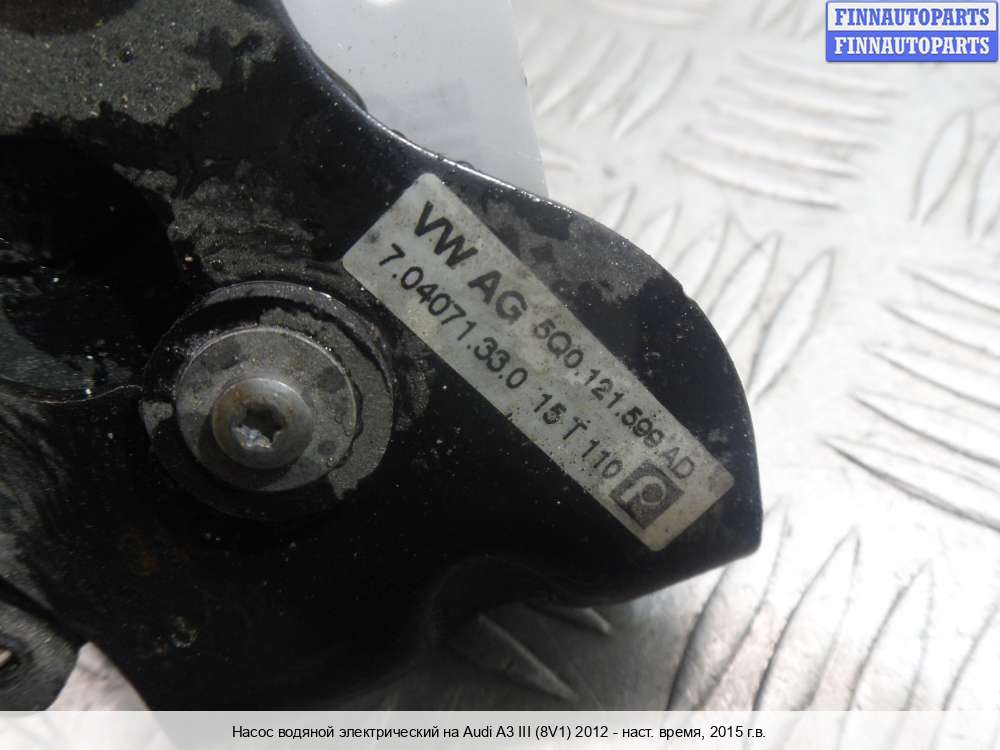 FINNAUTOPARTS
FINNAUTOPARTS
VW AG 5Q0.121.599.AD
7.04071.33.0 15 T 110
Насос водяной электрический на Audi A3 III (8V1) 2012 - наст. время, 2015 г.в.